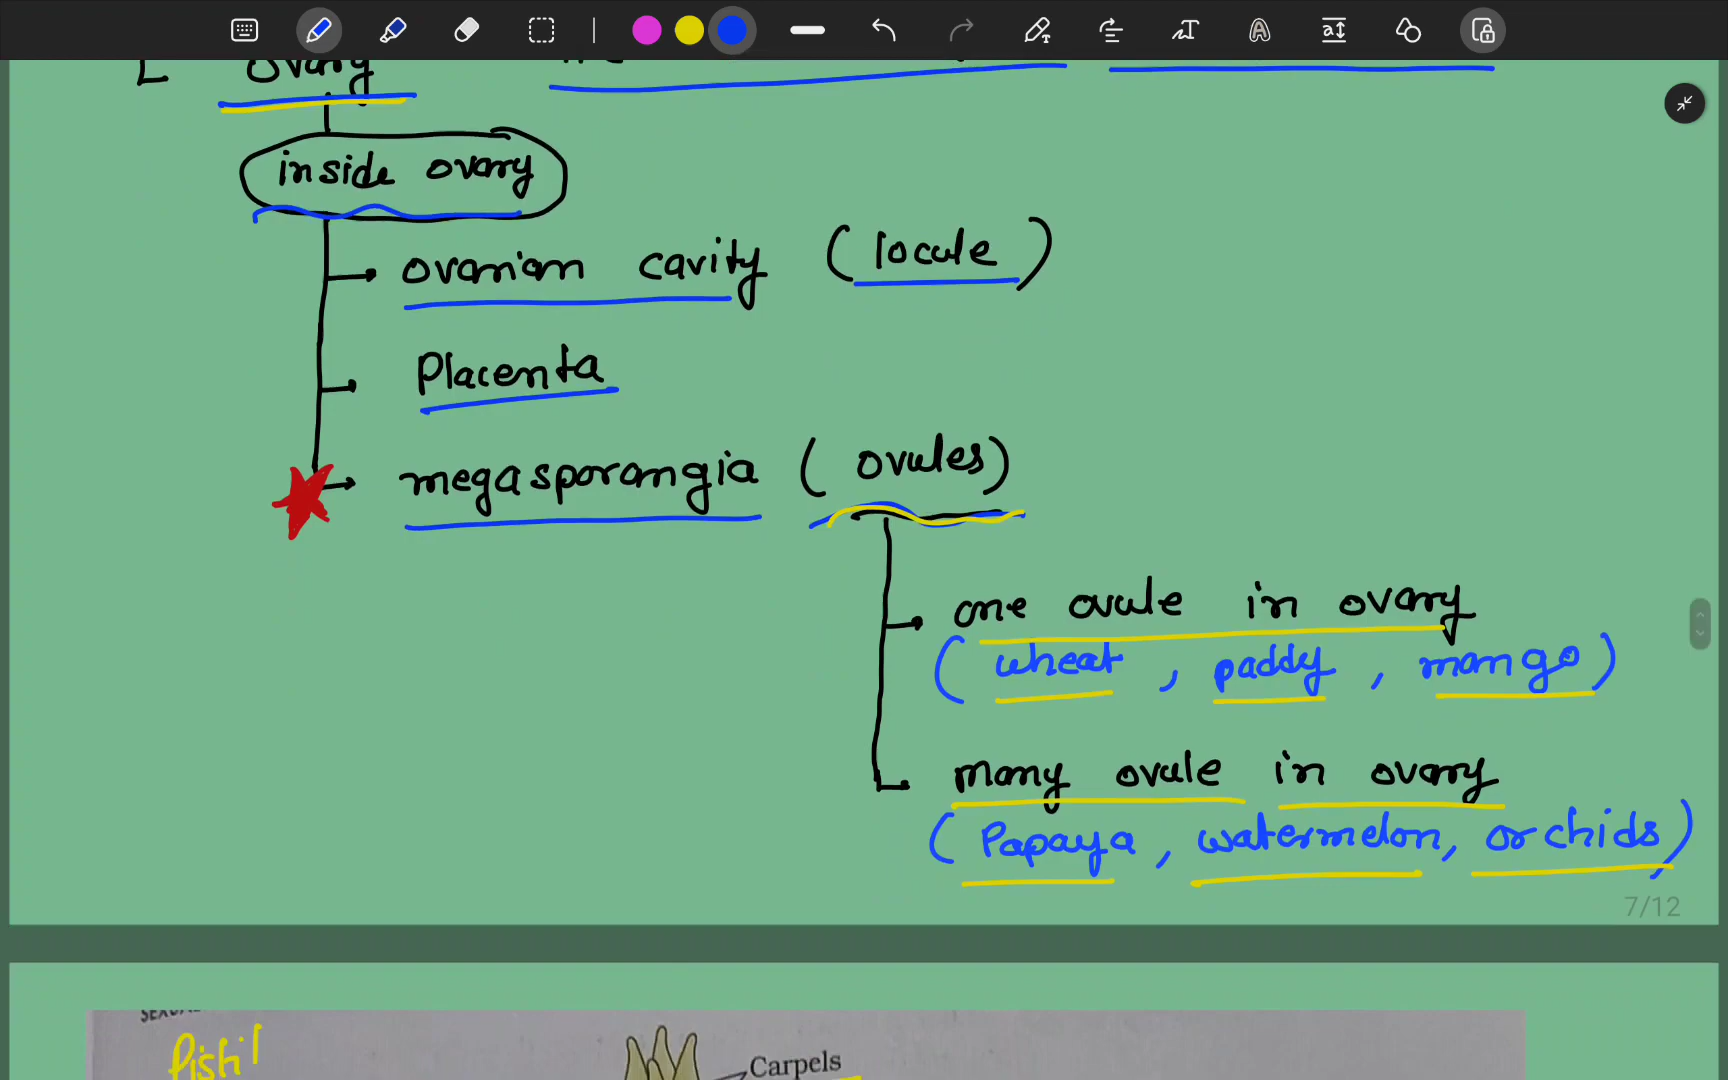 ovary
inside ovary
ovarian cavity (locule)
Placenta
megasporangia (ovules)
one ovule in ovary
(wheat, paddy, mango)
many ovule in ovary
(Papaya, watermelon, orchids)
7/12
Carpels